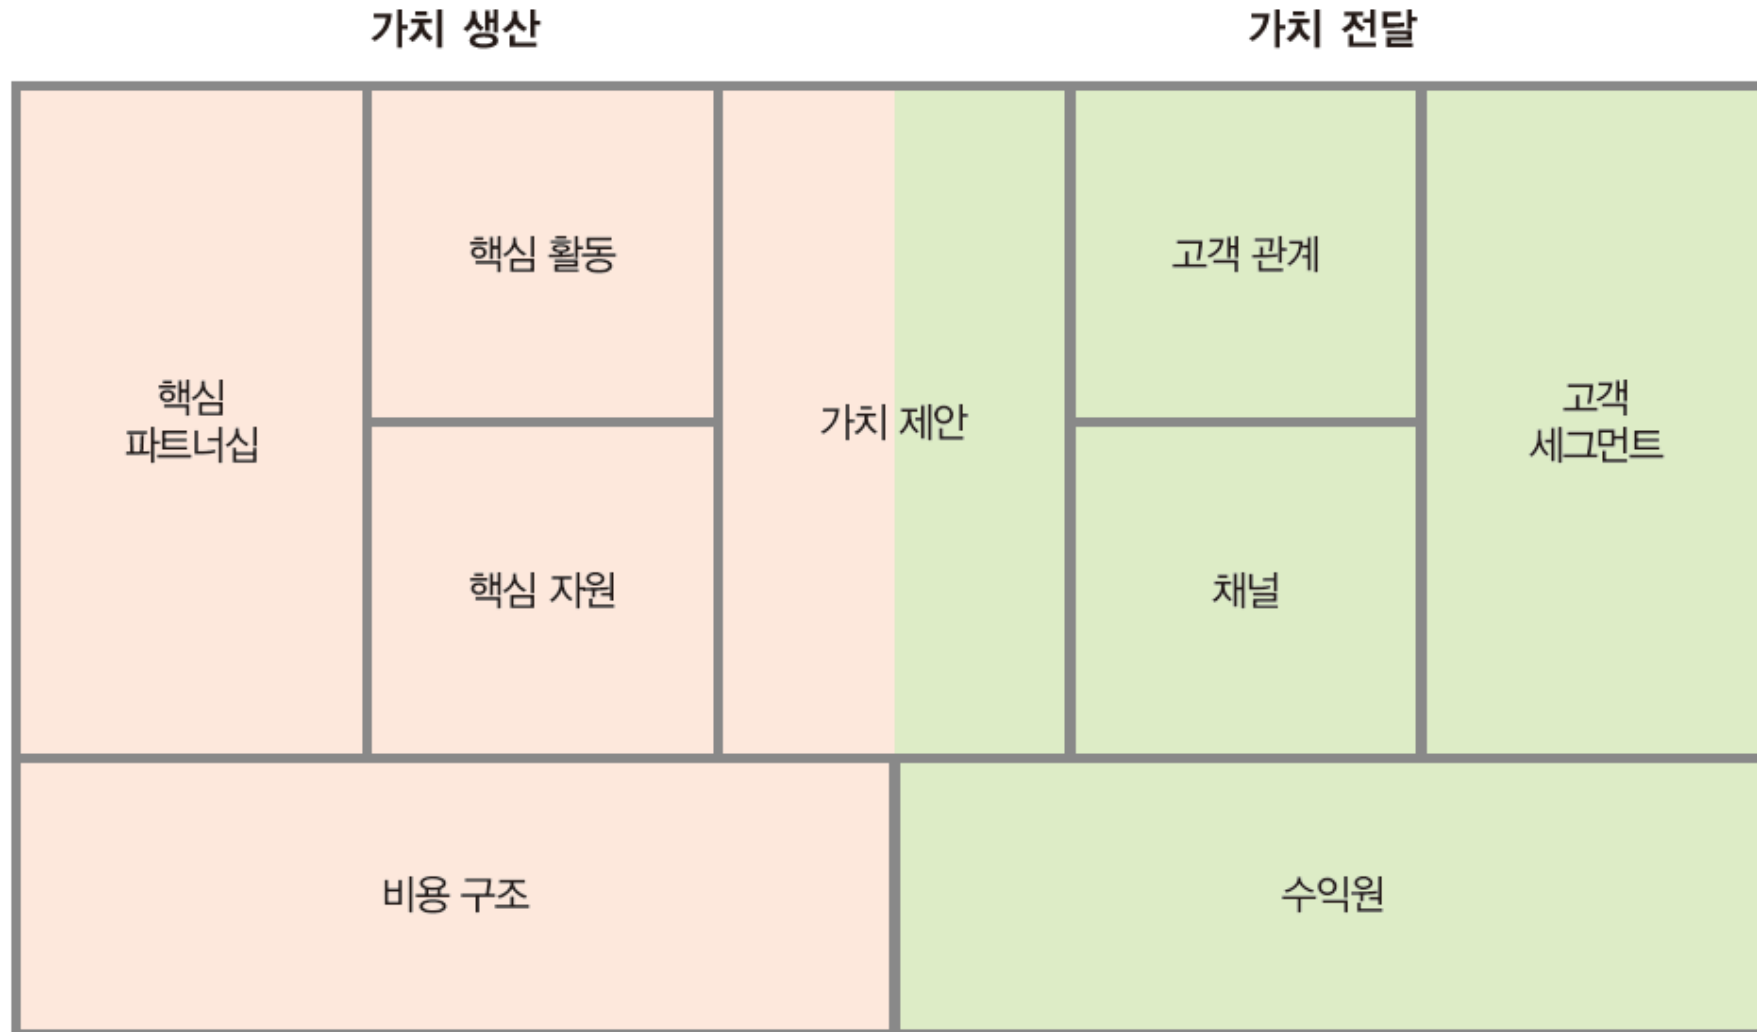 가치 생산
가치 전달
핵심
파트너십
핵심 활동
핵심 자원
가치 제안
고객 관계
채널
고객
세그먼트
비용 구조
수익원